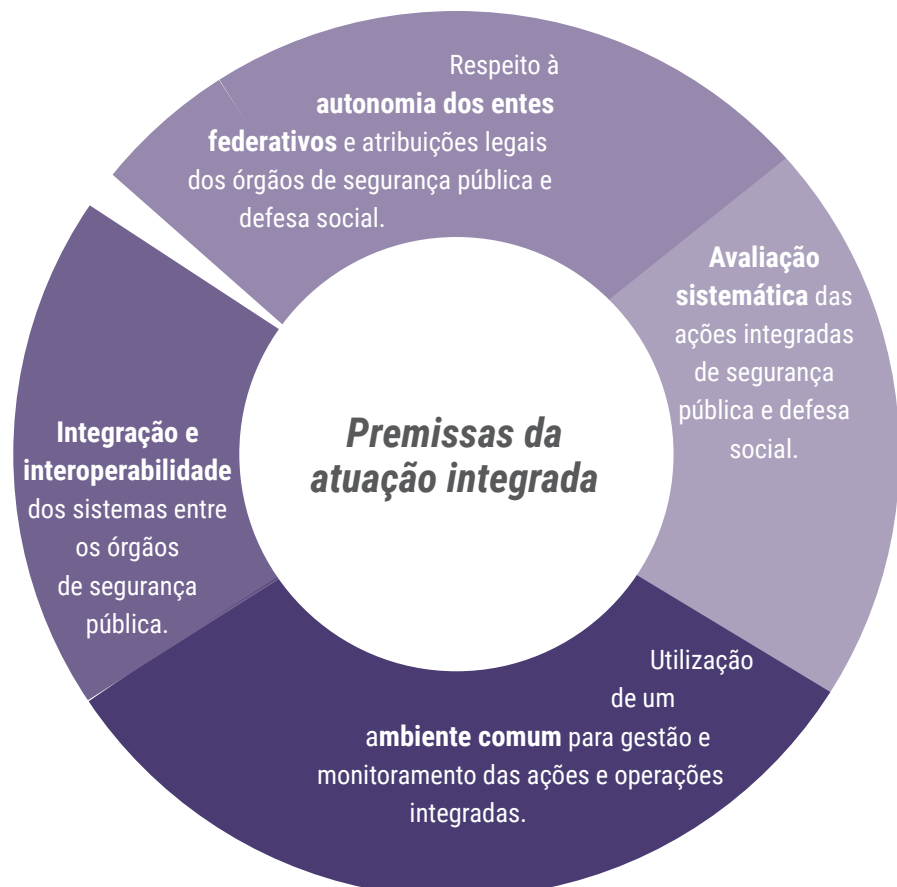 Respeito à
autonomia dos entes
federativos e atribuições legais
dos órgãos de segurança pública e
defesa social.
Avaliação
sistemática das
ações integradas
de segurança
pública e defesa
social.
Premissas da
atuação integrada
Integração e
interoperabilidade
dos sistemas entre
os órgãos
de segurança
pública.
Utilização
de um
ambiente comum para gestão e
monitoramento das ações e operações
integradas.